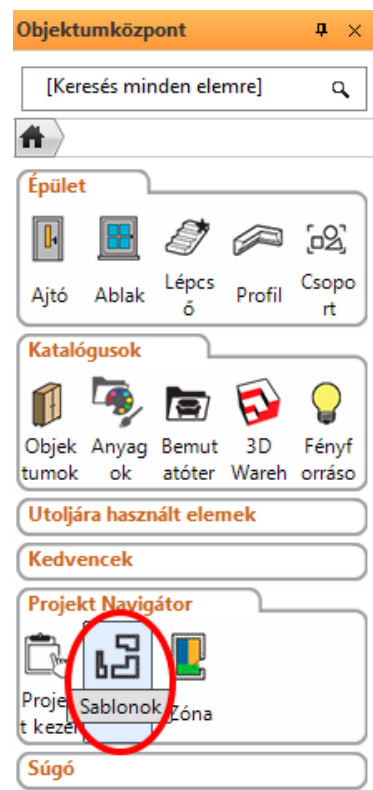 Objektumközpont
[Keresés minden elemre]
Épület
Ajtó Ablak Lépcs
ő Profil Csopo
rt
Katalógusok
Objek
tumok Anyag
ok Bemut
atóter 3D
Wareh Fényf
orráso
Utoljára használt elemek
Kedvencek
Projekt Navigátor
Proje
t kezel Sablonok Zóna
Súgó